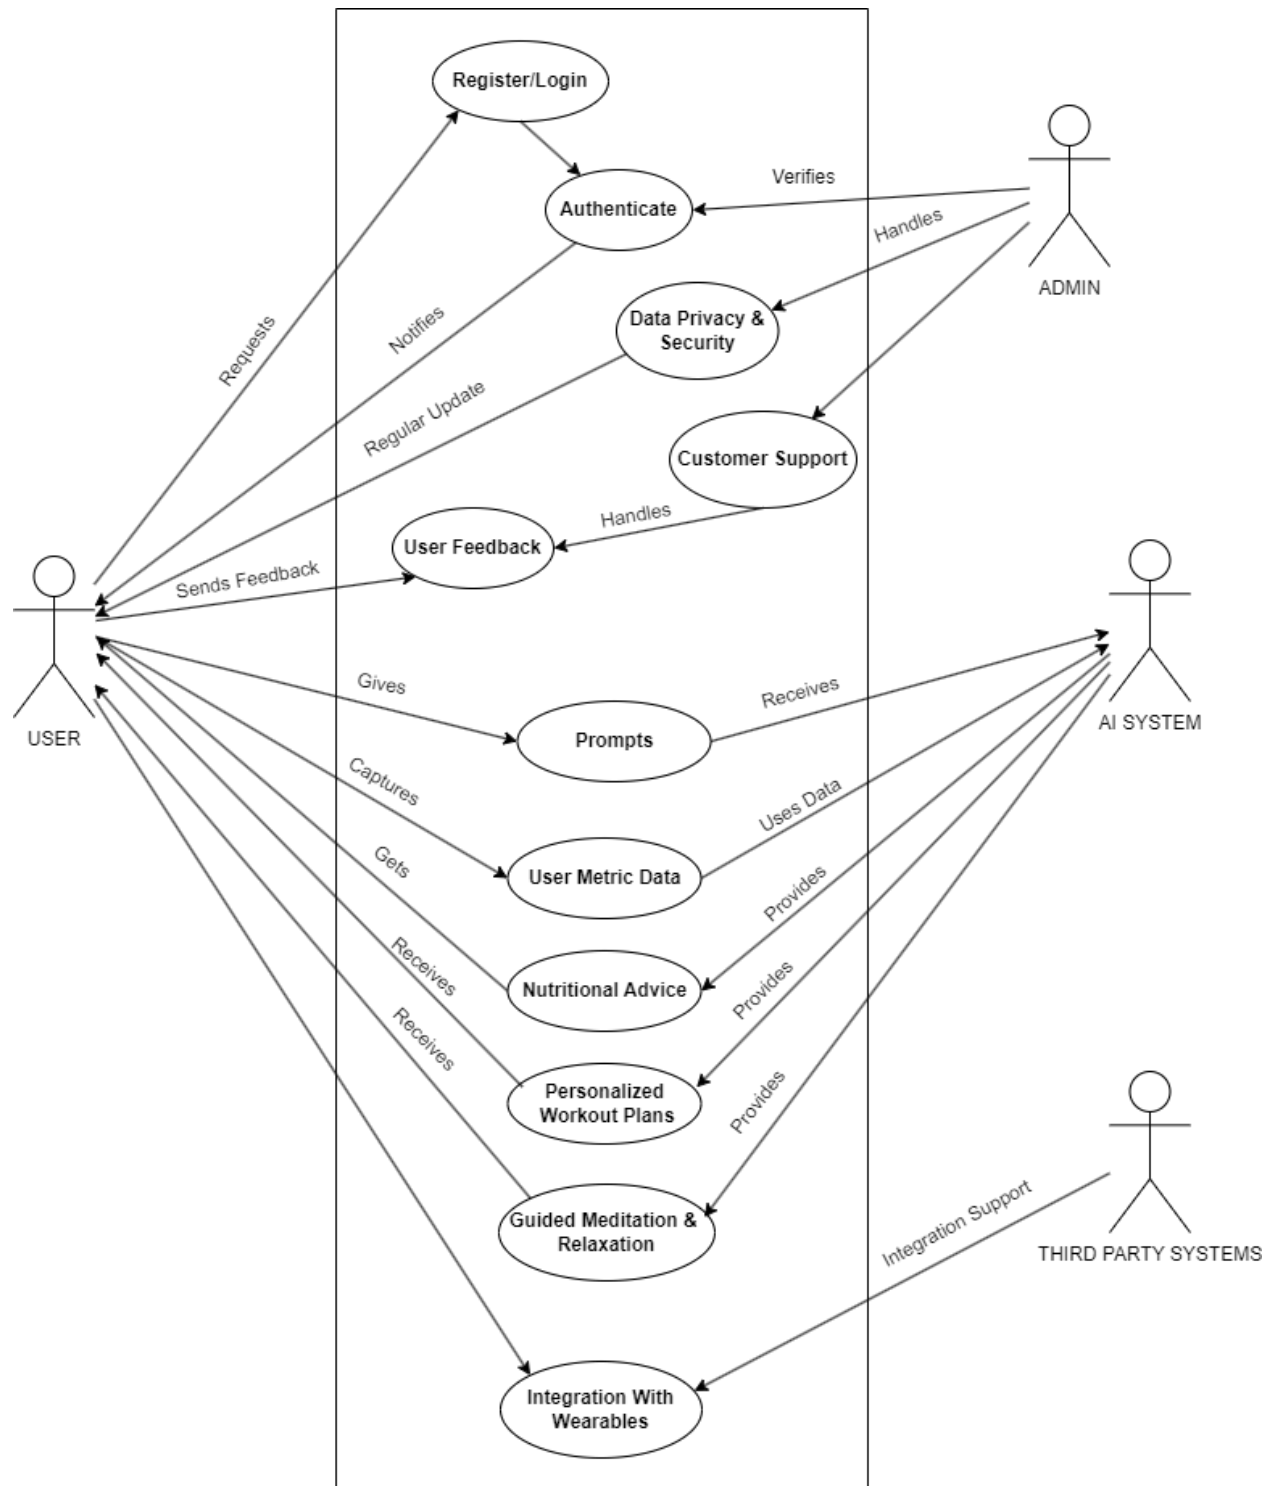 Register/Login
Verifies
Authenticate
Handles
ADMIN
Data Privacy &
Security
Notifies
Requests
Regular Update
Customer Support
Handles
User Feedback
Sends Feedback
USER
Gives
Receives
AI SYSTEM
Prompts
Captures
Uses Data
Gets
User Metric Data
Provides
Receives
Nutritional Advice
Provides
Receives
Personalized
Workout Plans
Provides
Guided Meditation &
Relaxation
Integration Support
THIRD PARTY SYSTEMS
Integration With
Wearables